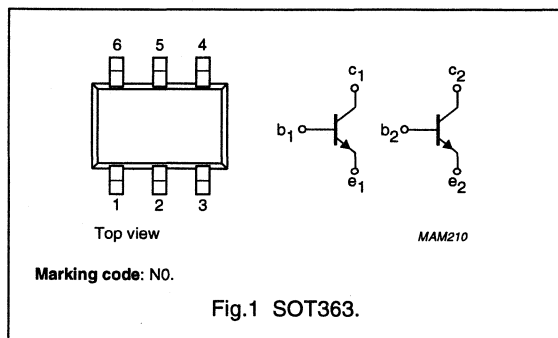 6 5 4
c1 c2
b1 b2
e1 e2
1 2 3
Top view
MAM210
Marking code: N0.
Fig.1 SOT363.